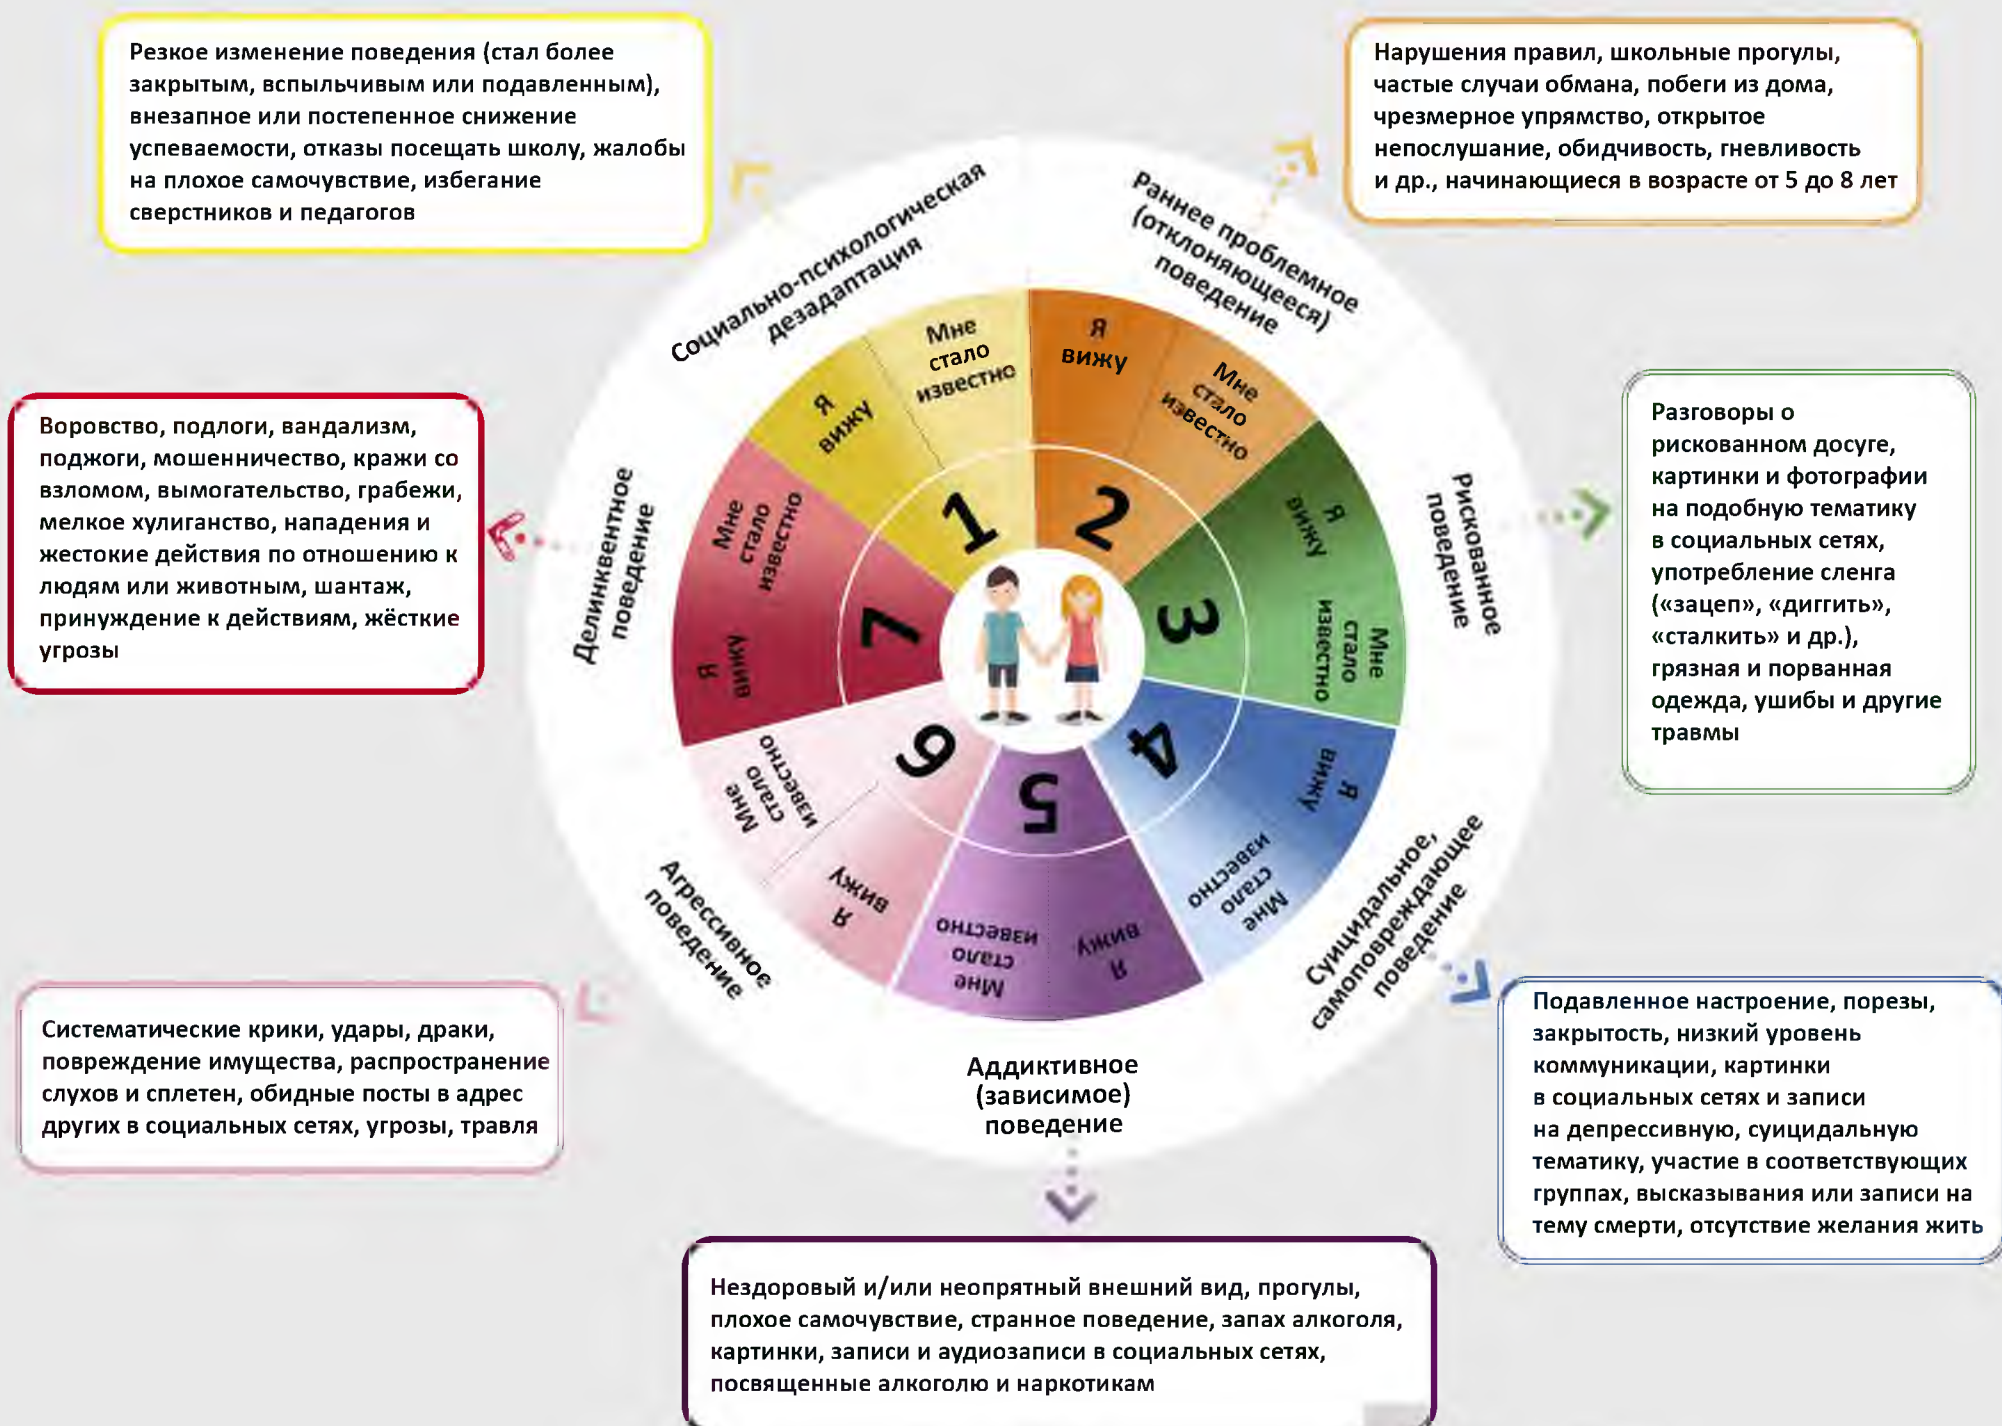 Резкое изменение поведения (стал более
закрытым, вспыльчивым или подавленным),
внезапное или постепенное снижение
успеваемости, отказы посещать школу, жалобы
на плохое самочувствие, избегание
сверстников и педагогов
Нарушения правил, школьные прогулы,
частые случаи обмана, побеги из дома,
чрезмерное упрямство, открытое
непослушание, обидчивость, гневливость
и др., начинающиеся в возрасте от 5 до 8 лет
Социально-психологическая
дезадаптация
Раннее проблемное
(отклоняющееся)
поведение
Я
вижу
Мне
стало
известно
1
Я
вижу
Мне
стало
известно
2
Рискованное
поведение
Я
вижу
Мне
стало
известно
3
Разговоры о
рискованном досуге,
картинки и фотографии
на подобную тематику
в социальных сетях,
употребление сленга
(«зацеп», «диггить»,
«сталкить» и др.),
грязная и порванная
одежда, ушибы и другие
травмы
Суицидальное,
самоповреждающее
поведение
Я
вижу
Мне
стало
известно
4
Подавленное настроение, порезы,
закрытость, низкий уровень
коммуникации, картинки
в социальных сетях и записи
на депрессивную, суицидальную
тематику, участие в соответствующих
группах, высказывания или записи на
тему смерти, отсутствие желания жить
Аддиктивное
(зависимое)
поведение
Я
вижу
Мне
стало
известно
5
Нездоровый и/или неопрятный внешний вид, прогулы,
плохое самочувствие, странное поведение, запах алкоголя,
картинки, записи и аудиозаписи в социальных сетях,
посвященные алкоголю и наркотикам
Агрессивное
поведение
Я
вижу
Мне
стало
известно
6
Систематические крики, удары, драки,
повреждение имущества, распространение
слухов и сплетен, обидные посты в адрес
других в социальных сетях, угрозы, травля
Делинквентное
поведение
Я
вижу
Мне
стало
известно
7
Воровство, подлоги, вандализм,
поджоги, мошенничество, кражи со
взломом, вымогательство, грабежи,
мелкое хулиганство, нападения и
жестокие действия по отношению к
людям или животным, шантаж,
принуждение к действиям, жёсткие
угрозы